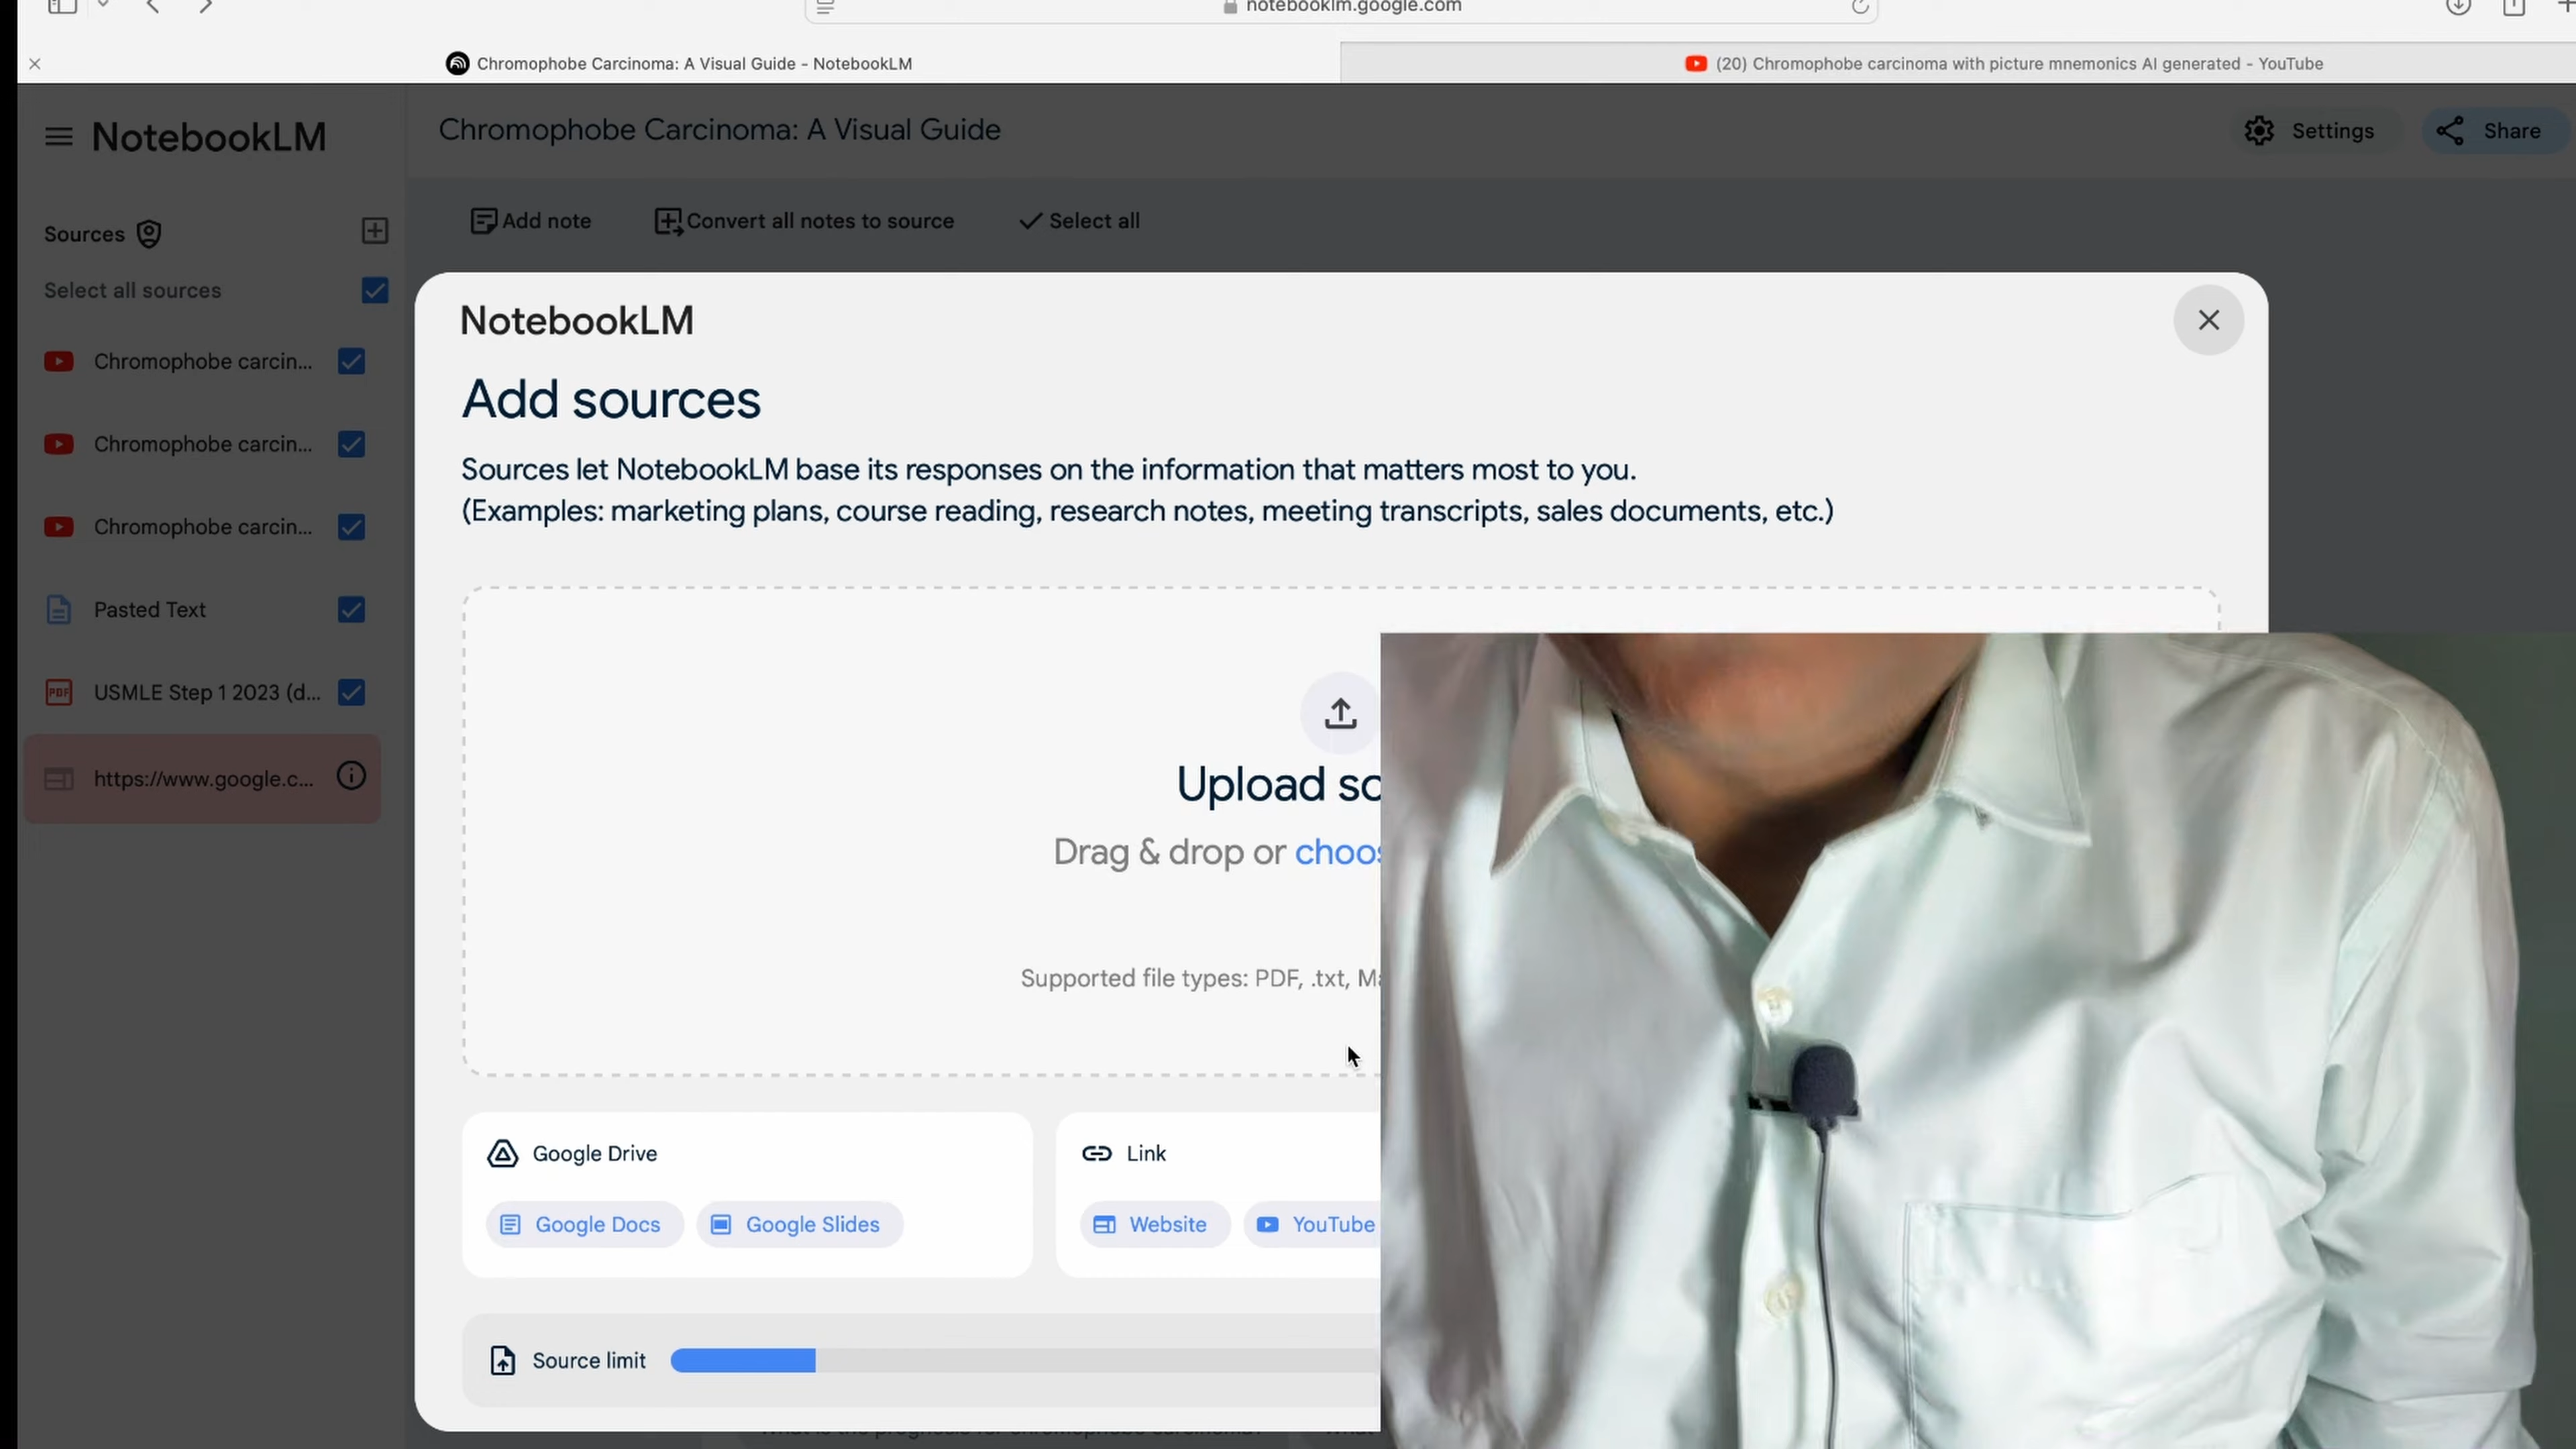 notebooklm.google.com
Chromophobe Carcinoma: A Visual Guide - NotebookLM
(20) Chromophobe carcinoma with picture mnemonics AI generated - YouTube
NotebookLM
Chromophobe Carcinoma: A Visual Guide
Settings
Share
Sources
Add note
Convert all notes to source
Select all
Select all sources
Chromophobe carcin...
Chromophobe carcin...
Chromophobe carcin...
Pasted Text
PDF
USMLE Step 1 2023 (d...
https://www.google.c...
NotebookLM
Add sources
Sources let NotebookLM base its responses on the information that matters most to you.
(Examples: marketing plans, course reading, research notes, meeting transcripts, sales documents, etc.)
Upload so
Drag & drop or choos
Supported file types: PDF, .txt, Ma
Google Drive
Link
Google Docs
Google Slides
Website
YouTube
Source limit